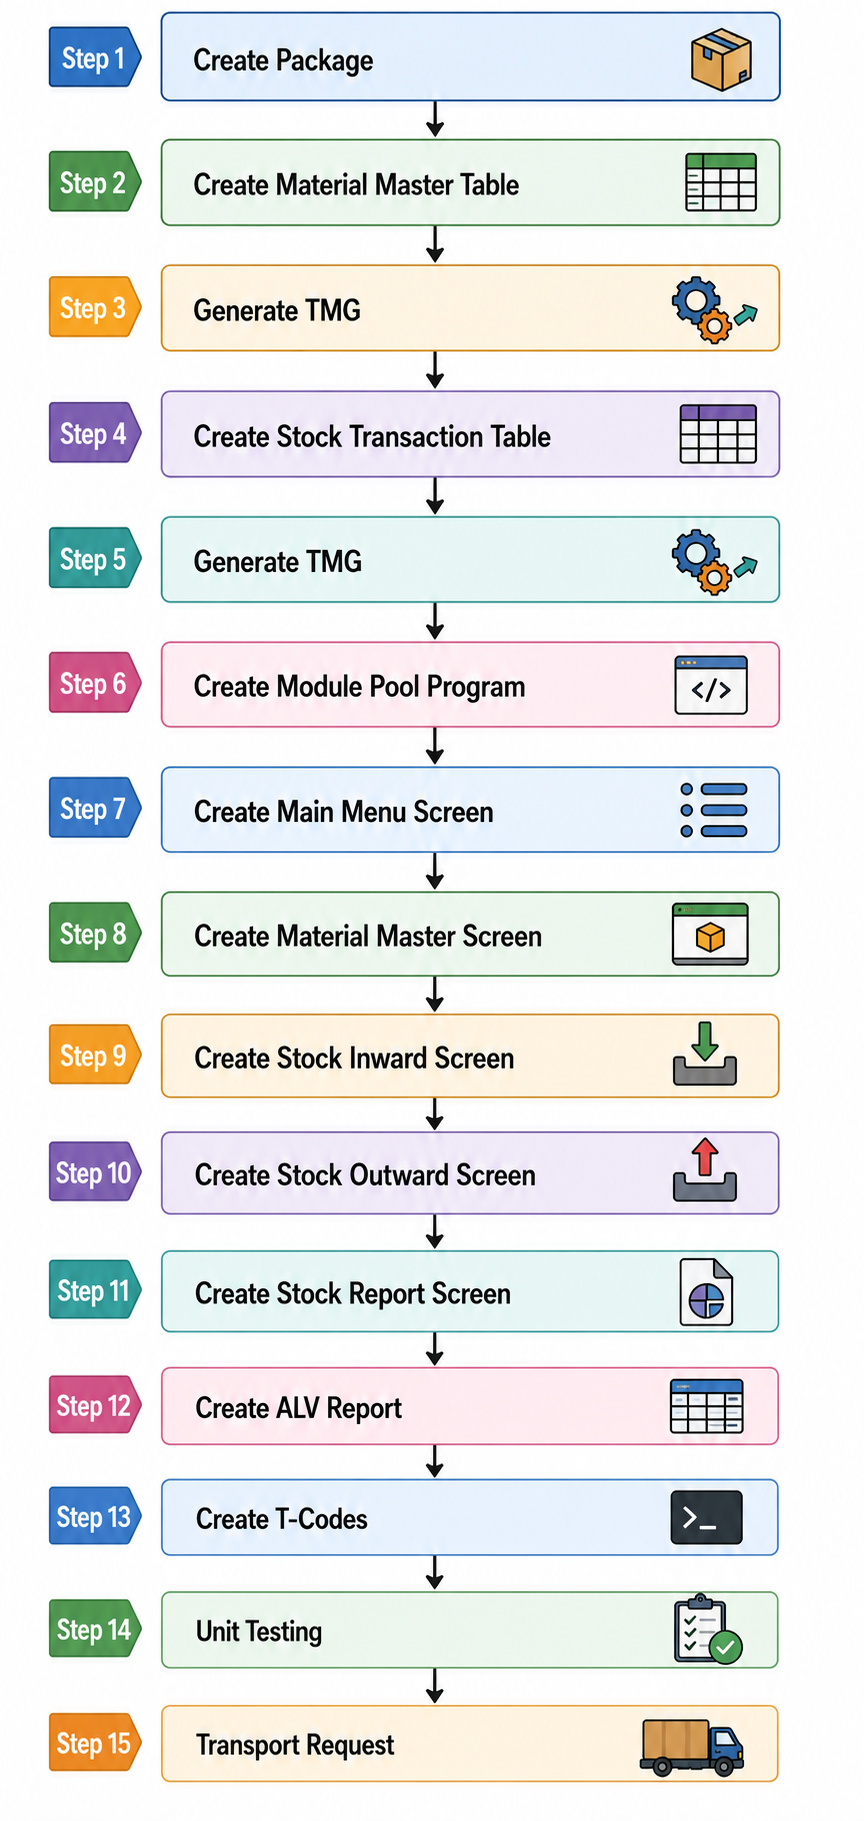 Step 1
Create Package
Step 2
Create Material Master Table
Step 3
Generate TMG
Step 4
Create Stock Transaction Table
Step 5
Generate TMG
Step 6
Create Module Pool Program
</>
Step 7
Create Main Menu Screen
Step 8
Create Material Master Screen
Step 9
Create Stock Inward Screen
Step 10
Create Stock Outward Screen
Step 11
Create Stock Report Screen
Step 12
Create ALV Report
Step 13
Create T-Codes
>_
Step 14
Unit Testing
Step 15
Transport Request